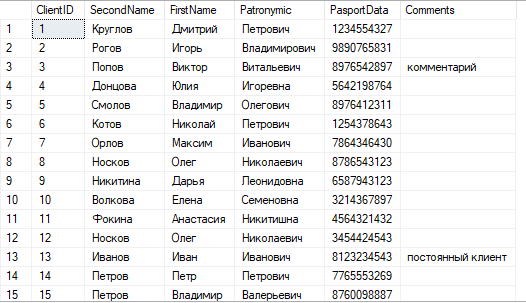 ClientID SecondName FirstName Patronymic PasportData Comments
1 1 Круглов Дмитрий Петрович 1234554327
2 2 Рогов Игорь Владимирович 9890765831
3 3 Попов Виктор Витальевич 8976542897 комментарий
4 4 Донцова Юлия Игоревна 5642198764
5 5 Смолов Владимир Олегович 8976412311
6 6 Котов Николай Петрович 1254378643
7 7 Орлов Максим Иванович 7864346430
8 8 Носков Олег Николаевич 8786543123
9 9 Никитина Дарья Леонидовна 6587943123
10 10 Волкова Елена Семеновна 3214367897
11 11 Фокина Анастасия Никитишна 4564321432
12 12 Носков Олег Николаевич 3454424543
13 13 Иванов Иван Иванович 8123234543 постоянный клиент
14 14 Петров Петр Петрович 7765553269
15 15 Петров Владимир Валерьевич 8760098887